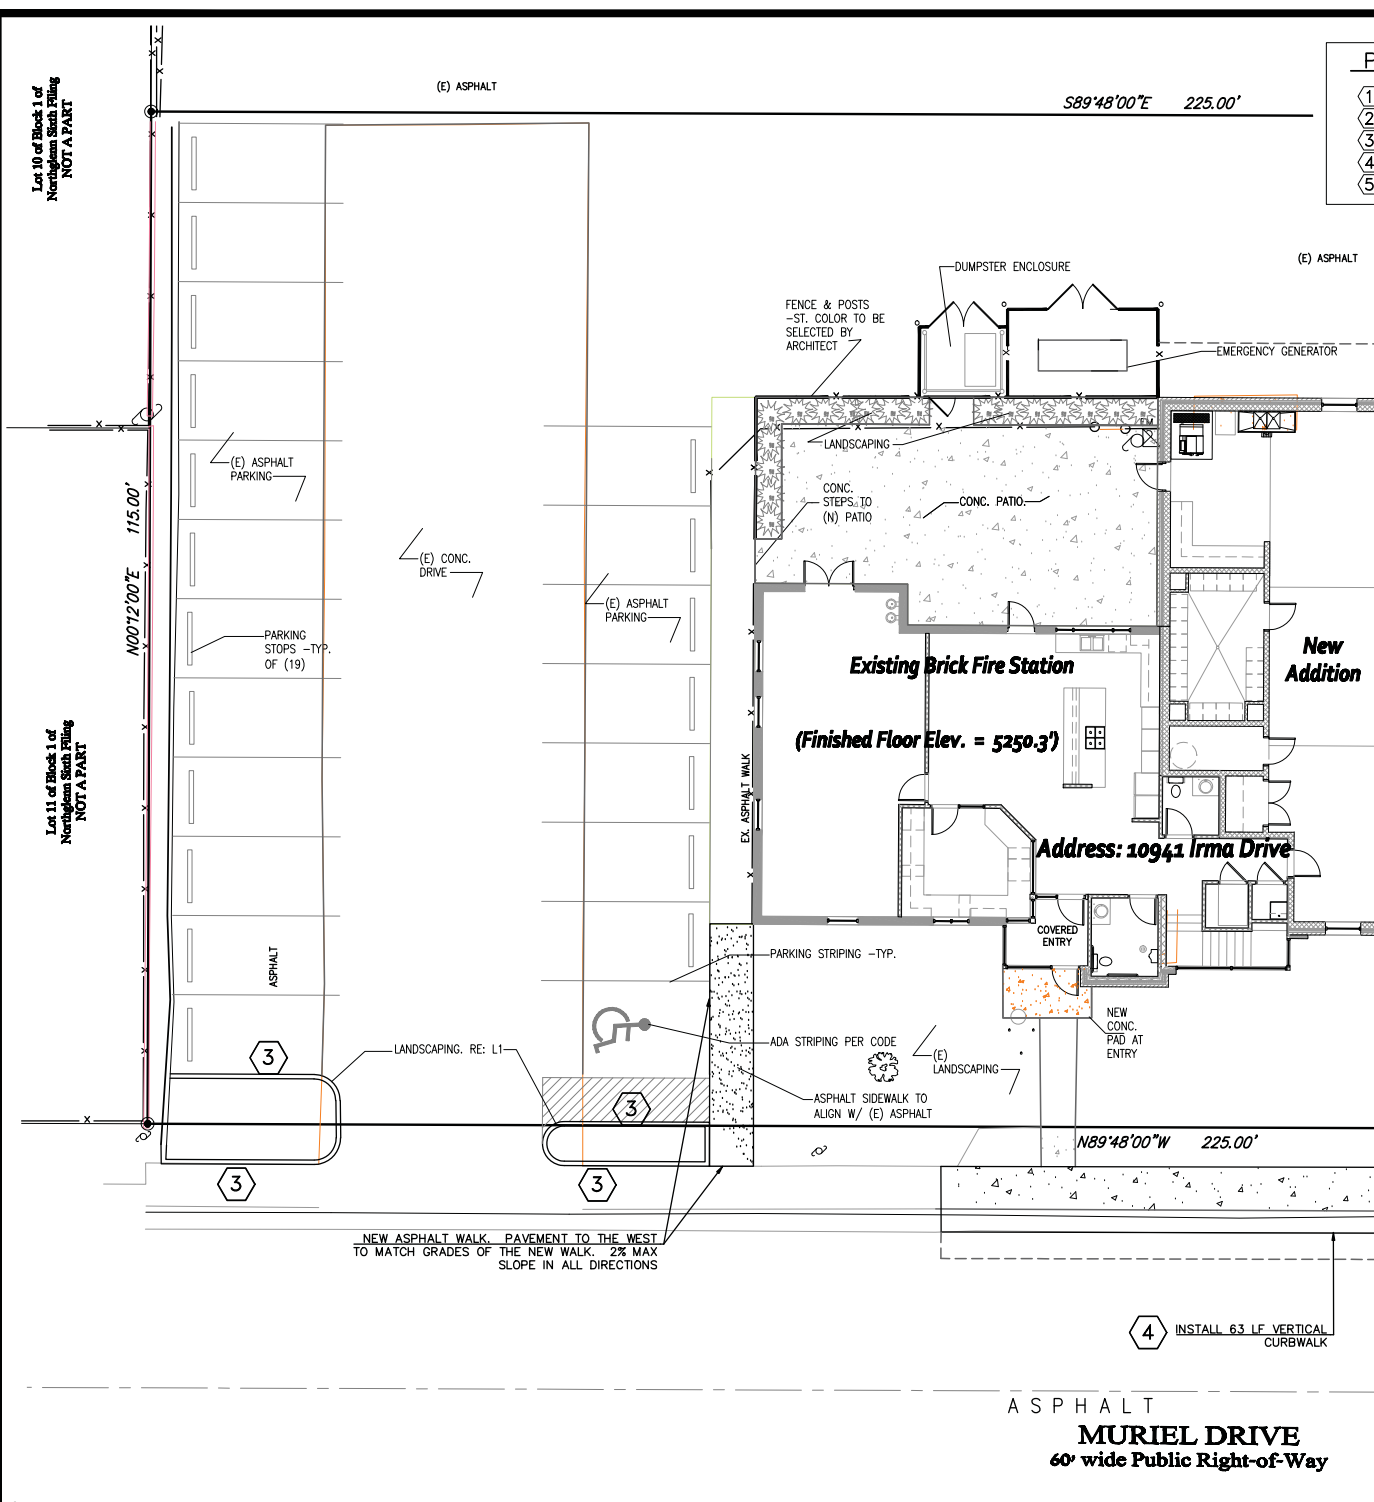 (E) ASPHALT
S89°48'00"E 225.00'
P
1
2
3
4
5
Lot 10 of Block 1 of
Northglenn Sixth Filing
NOT A PART
(E) ASPHALT
DUMPSTER ENCLOSURE
FENCE & POSTS
-ST. COLOR TO BE
SELECTED BY
ARCHITECT
EMERGENCY GENERATOR
EM
LANDSCAPING
(E) ASPHALT
PARKING
CONC.
STEPS TO
(N) PATIO
CONC. PATIO.
N00°12'00"E 115.00'
(E) CONC.
DRIVE
(E) ASPHALT
PARKING
PARKING
STOPS -TYP.
OF (19)
New
Addition
Existing Brick Fire Station
(Finished Floor Elev. = 5250.3')
Lot 11 of Block 1 of
Northglenn Sixth Filing
NOT A PART
EX. ASPHALT WALK
Address: 10941 Irma Drive
COVERED
ENTRY
ASPHALT
PARKING STRIPING -TYP.
NEW
CONC.
PAD AT
ENTRY
ADA STRIPING PER CODE
3
LANDSCAPING. RE: L1
(E)
LANDSCAPING
ASPHALT SIDEWALK TO
ALIGN W/ (E) ASPHALT
3
N89°48'00"W 225.00'
3
3
NEW ASPHALT WALK. PAVEMENT TO THE WEST
TO MATCH GRADES OF THE NEW WALK. 2% MAX
SLOPE IN ALL DIRECTIONS
4
INSTALL 63 LF VERTICAL
CURBWALK
ASPHALT
MURIEL DRIVE
60' wide Public Right-of-Way